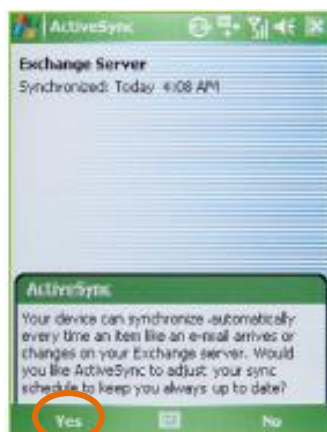 ActiveSync
Exchange Server
Synchronized: Today 4:08 AM
ActiveSync
Your device can synchronize automatically
every time an item like an e-mail arrives or
changes on your Exchange server. Would
you like ActiveSync to adjust your sync
schedule to keep you always up to date?
Yes
No